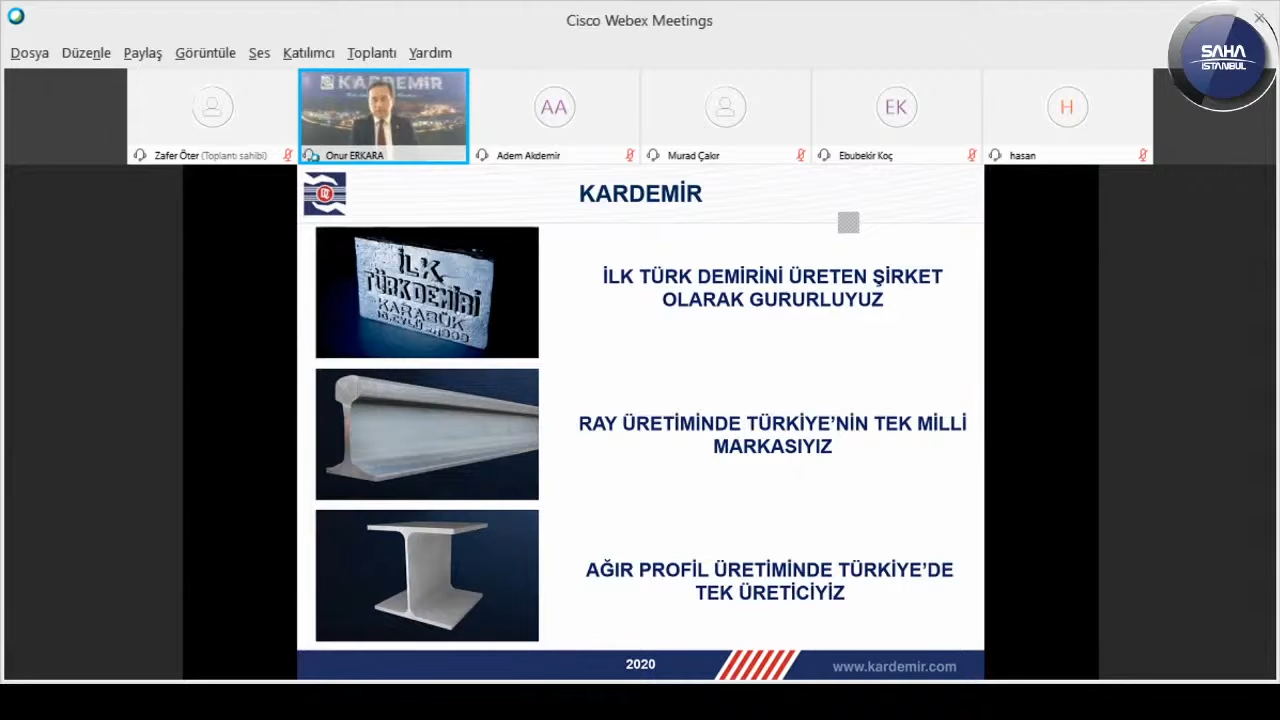 Cisco Webex Meetings
SAHA
İSTANBUL
Dosya Düzenle Paylaş Görüntüle Ses Katılımcı Toplantı Yardım
KARDEMİR
AA
EK
H
Zafer Öter (Toplantı sahibi)
Onur ERKARA
Adem Akdemir
Murad Çakır
Ebubekir Koç
hasan
KARDEMİR
İLK
TÜRK DEMİRİ
KARABÜK
İLK TÜRK DEMİRİNİ ÜRETEN ŞİRKET
OLARAK GURURLUYUZ
RAY ÜRETİMİNDE TÜRKİYE’NİN TEK MİLLİ
MARKASIYIZ
AĞIR PROFİL ÜRETİMİNDE TÜRKİYE’DE
TEK ÜRETİCİYİZ
2020
www.kardemir.com